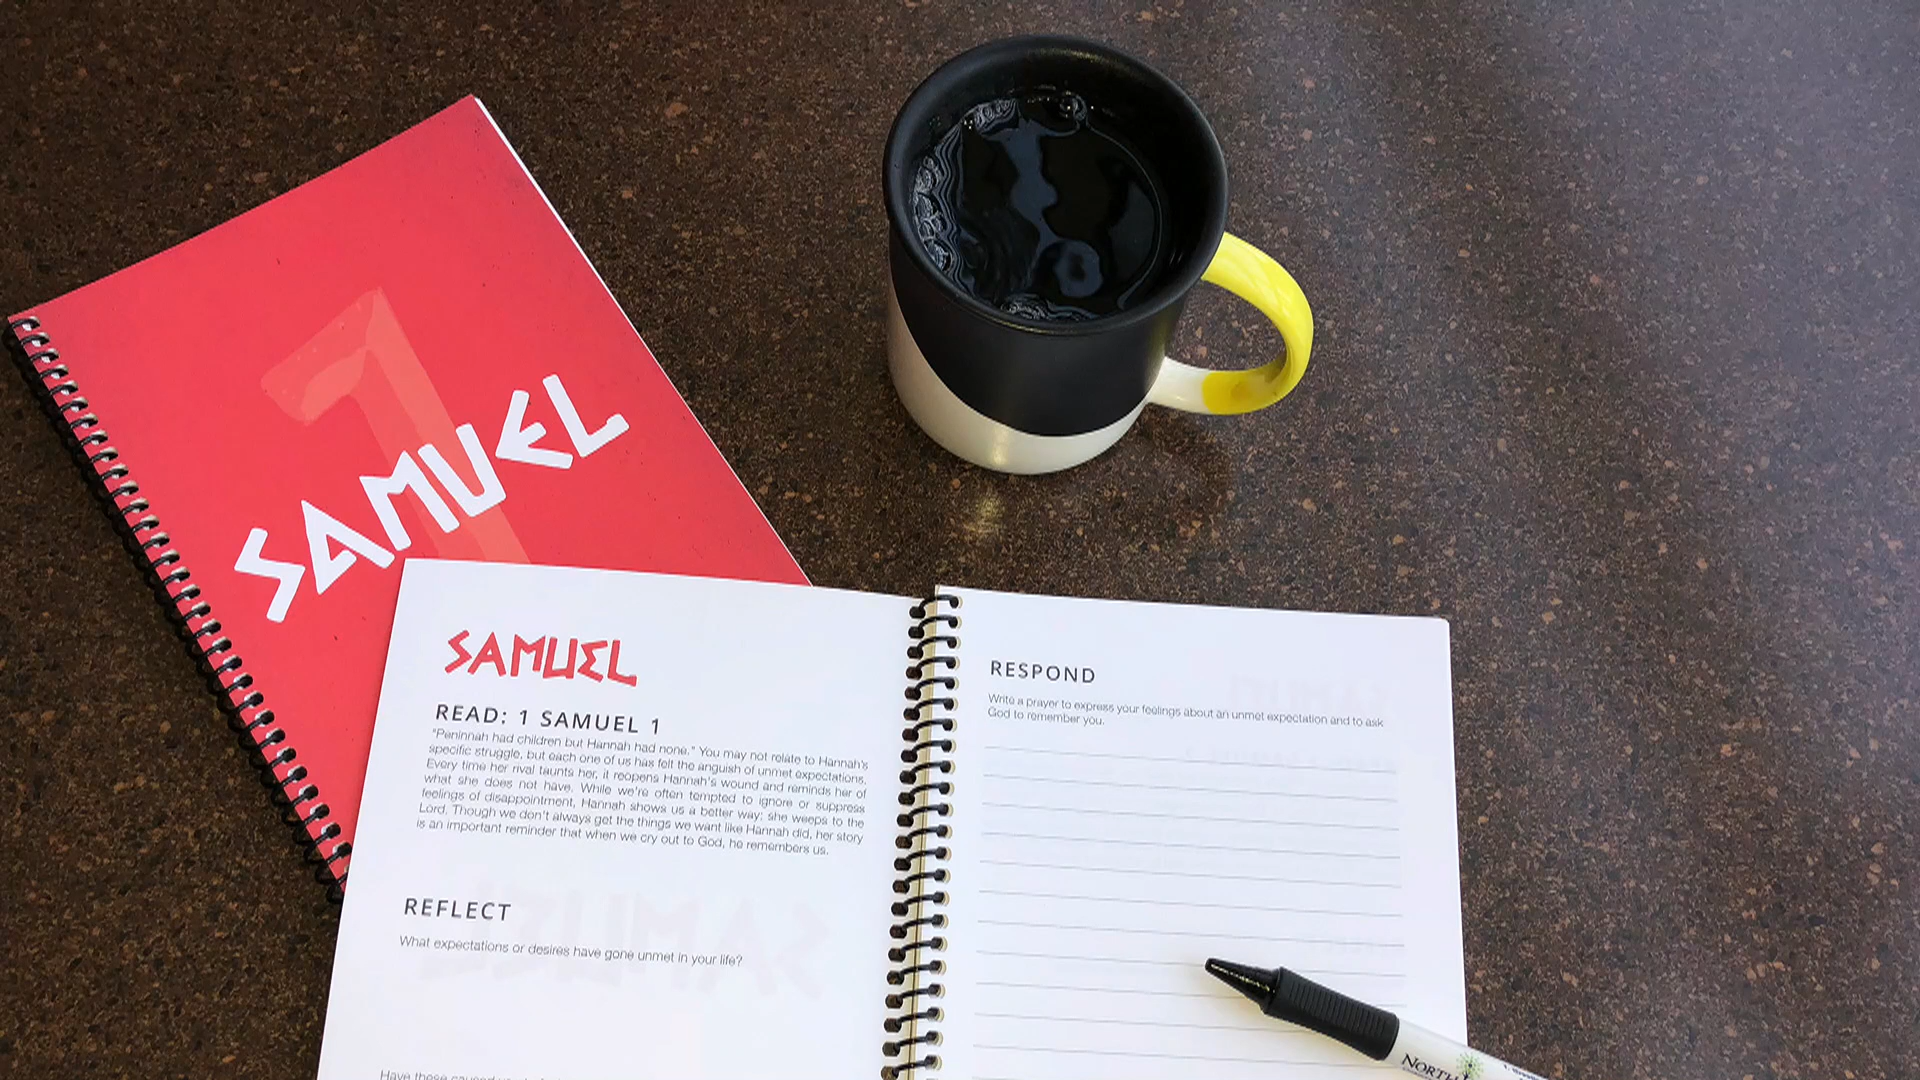 1
SAMUEL
SAMUEL
READ: 1 SAMUEL 1
"Peninnah had children but Hannah had none." You may not relate to Hannah's
specific struggle, but each one of us has felt the anguish of unmet expectations.
Every time her rival taunts her, it reopens Hannah's wound and reminds her of
what she does not have. While we're often tempted to ignore or suppress
feelings of disappointment, Hannah shows us a better way: she weeps to the
Lord. Though we don't always get the things we want like Hannah did, her story
is an important reminder that when we cry out to God, he remembers us.
REFLECT
What expectations or desires have gone unmet in your life?
Have these caused
RESPOND
Write a prayer to express your feelings about an unmet expectation and to ask
God to remember you.
NORTH